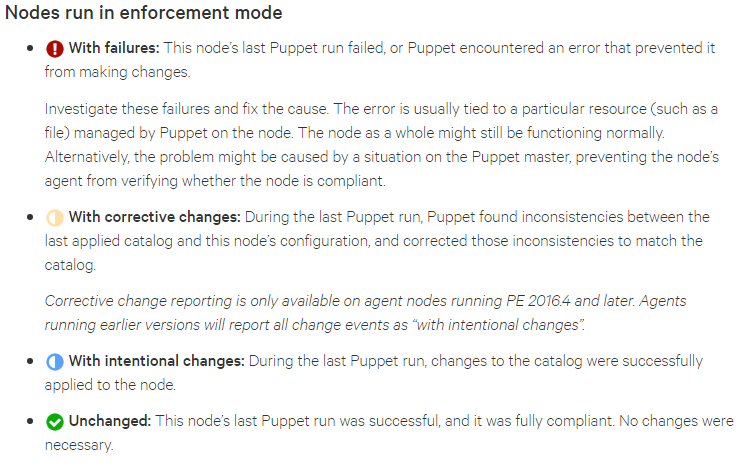 Nodes run in enforcement mode
• With failures: This node's last Puppet run failed, or Puppet encountered an error that prevented it
from making changes.
Investigate these failures and fix the cause. The error is usually tied to a particular resource (such as a
file) managed by Puppet on the node. The node as a whole might still be functioning normally.
Alternatively, the problem might be caused by a situation on the Puppet master, preventing the node's
agent from verifying whether the node is compliant.
• With corrective changes: During the last Puppet run, Puppet found inconsistencies between the
last applied catalog and this node's configuration, and corrected those inconsistencies to match the
catalog.
Corrective change reporting is only available on agent nodes running PE 2016.4 and later. Agents
running earlier versions will report all change events as “with intentional changes”.
• With intentional changes: During the last Puppet run, changes to the catalog were successfully
applied to the node.
• Unchanged: This node's last Puppet run was successful, and it was fully compliant. No changes were
necessary.